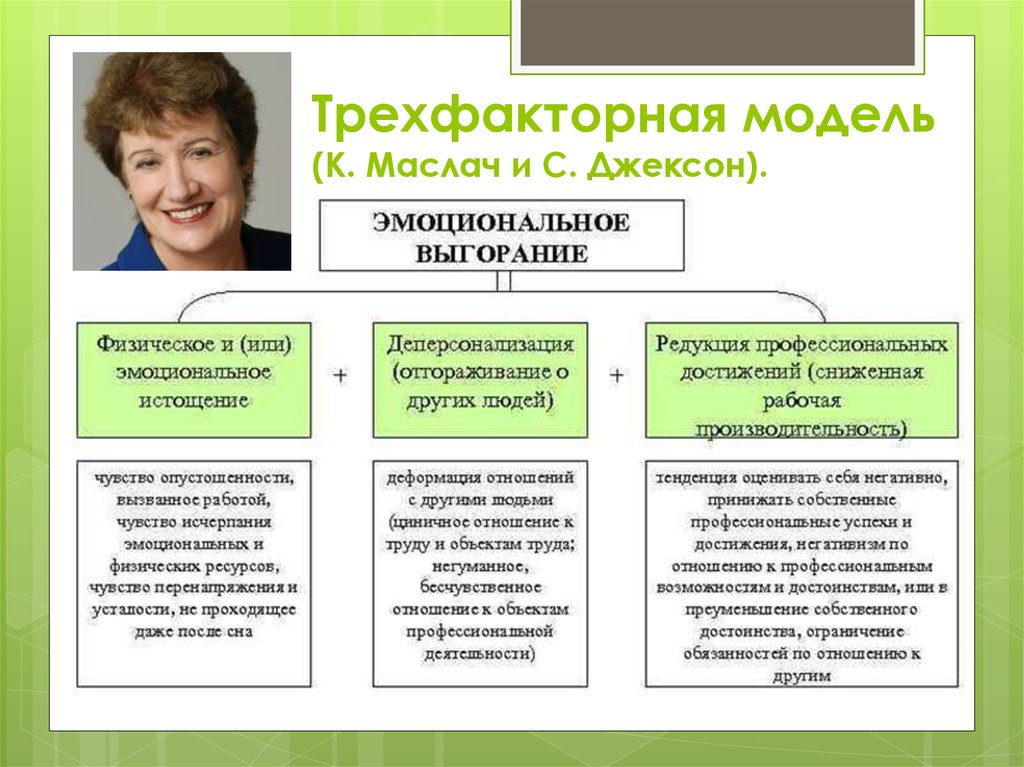 Трехфакторная модель
(К. Маслач и С. Джексон).
ЭМОЦИОНАЛЬНОЕ
ВЫГОРАНИЕ
Физическое и (или)
эмоциональное
истощение
+
Деперсонализация
(отгораживание о
других людей)
+
Редукция профессиональных
достижений (сниженная
рабочая
производительность)
чувство опустошенности,
вызванное работой,
чувство исчерпания
эмоциональных и
физических ресурсов,
чувство перенапряжения и
усталости, не проходящее
даже после сна
деформация отношений
с другими людьми
(циничное отношение к
труду и объектам труда;
негуманное,
бесчувственное
отношение к объектам
профессиональной
деятельности)
тенденция оценивать себя негативно,
принижать собственные
профессиональные успехи и
достижения, негативизм по
отношению к профессиональным
возможностям и достоинствам, или в
преуменьшение собственного
достоинства, ограничение
обязанностей по отношению к
другим